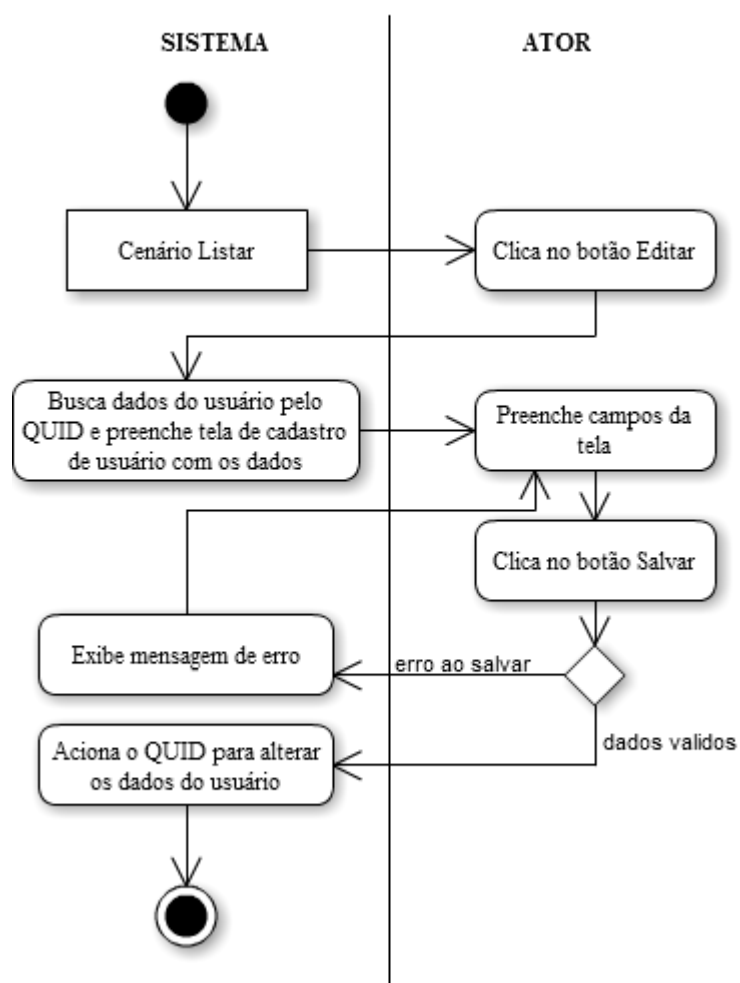 SISTEMA
ATOR
Cenário Listar
Clica no botão Editar
Busca dados do usuário pelo
QUID e preenche tela de cadastro
de usuário com os dados
Preenche campos da
tela
Clica no botão Salvar
Exibe mensagem de erro
erro ao salvar
dados validos
Aciona o QUID para alterar
os dados do usuário